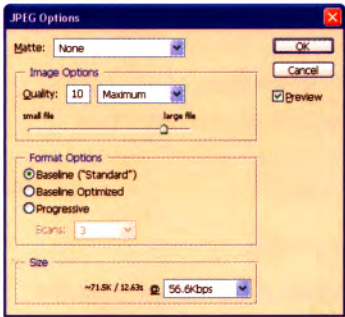 JPEG Options
Matte: None
OK
Cancel
Preview
Image Options
Quality: 10 Maximum
small file large file
Format Options
Baseline ("Standard")
Baseline Optimized
Progressive
Scans: 3
Size
~71.5K / 12.63s @ 56.6Kbps